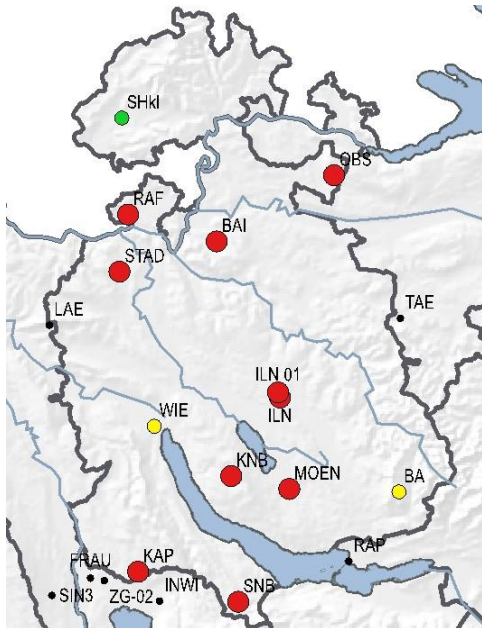 SHkl
OBS
RAF
BAI
STAD
LAE
TAE
ILN 01
ILN
WIE
KNB
MOEN
BA
RAP
KAP
FRAU
INWI
SIN3
ZG-02
SNB